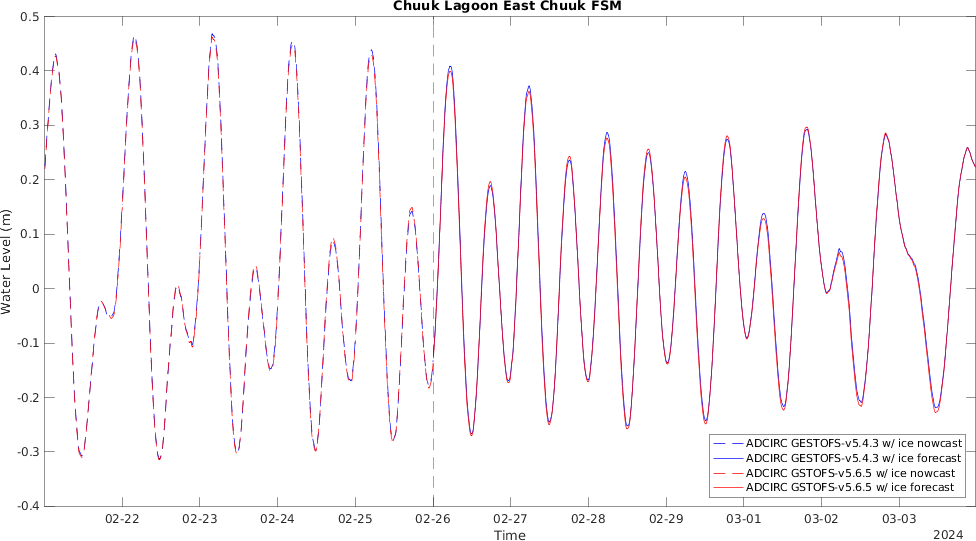 Chuuk Lagoon East Chuuk FSM
0.5
0.4
0.3
0.2
0.1
0
-0.1
-0.2
-0.3
-0.4
Water Level (m)
ADCIRC GESTOFS-v5.4.3 w/ ice nowcast
ADCIRC GESTOFS-v5.4.3 w/ ice forecast
ADCIRC GSTOFS-v5.6.5 w/ ice nowcast
ADCIRC GSTOFS-v5.6.5 w/ ice forecast
02-22 02-23 02-24 02-25 02-26 02-27 02-28 02-29 03-01 03-02 03-03
Time
2024